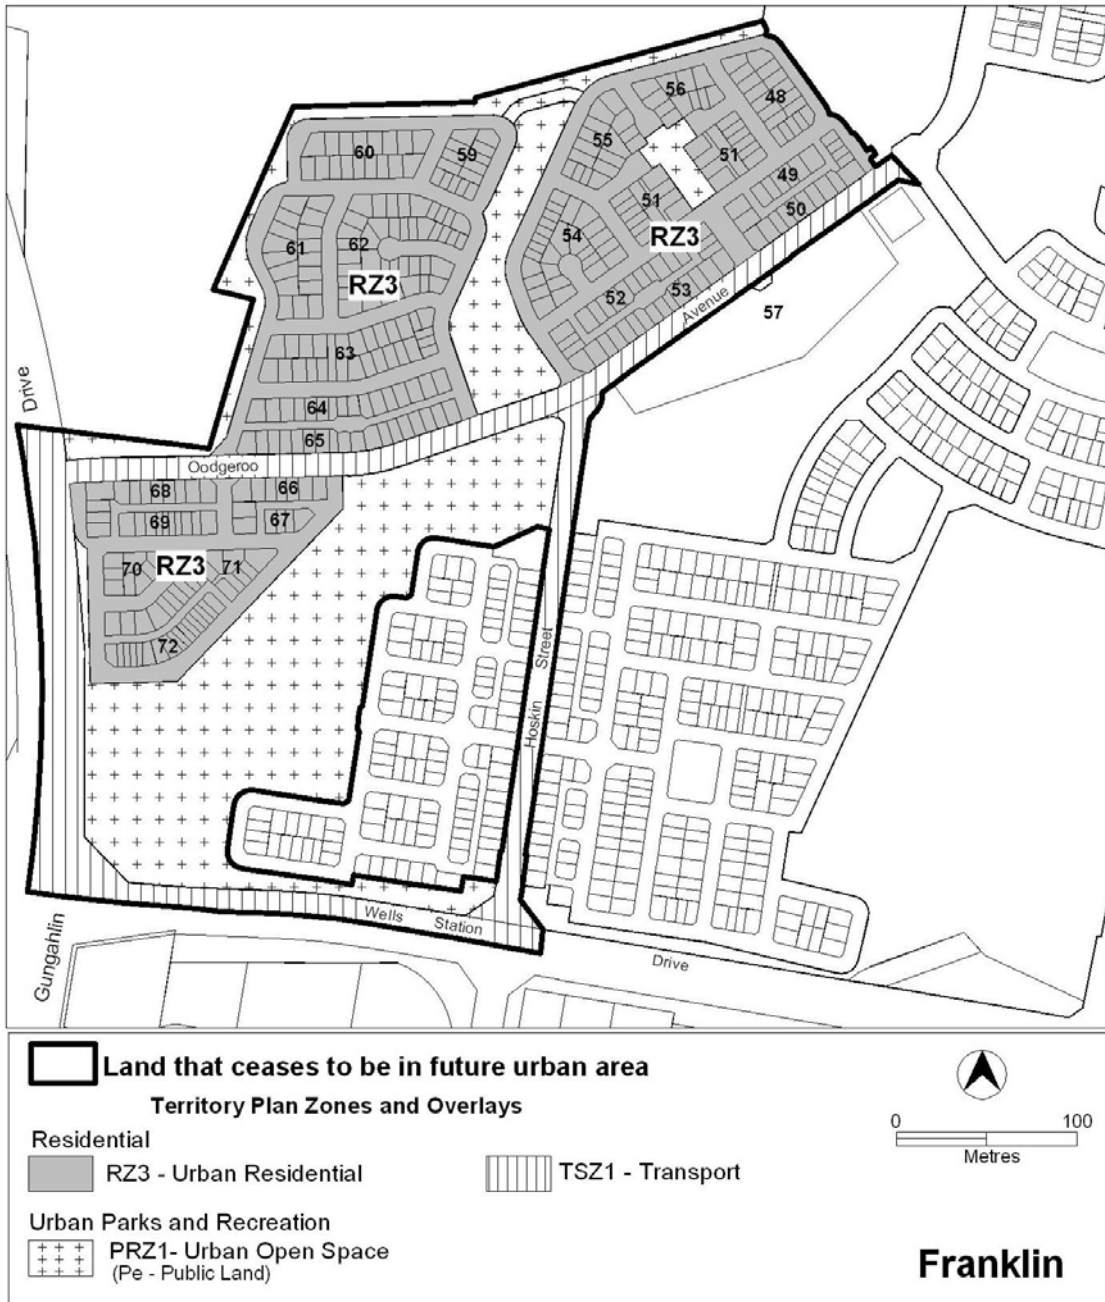 56
48
55
60
59
51
49
51
50
54
RZ3
61
62
RZ3
52
53
57
Avenue
63
Drive
64
65
Oodgeroo
68
66
69
67
70
RZ3
71
72
Hoskin Street
Wells Station
Drive
Gungahlin
Land that ceases to be in future urban area
Territory Plan Zones and Overlays
0 100
Metres
Residential
RZ3 - Urban Residential
TSZ1 - Transport
Urban Parks and Recreation
PRZ1- Urban Open Space
(Pe - Public Land)
Franklin